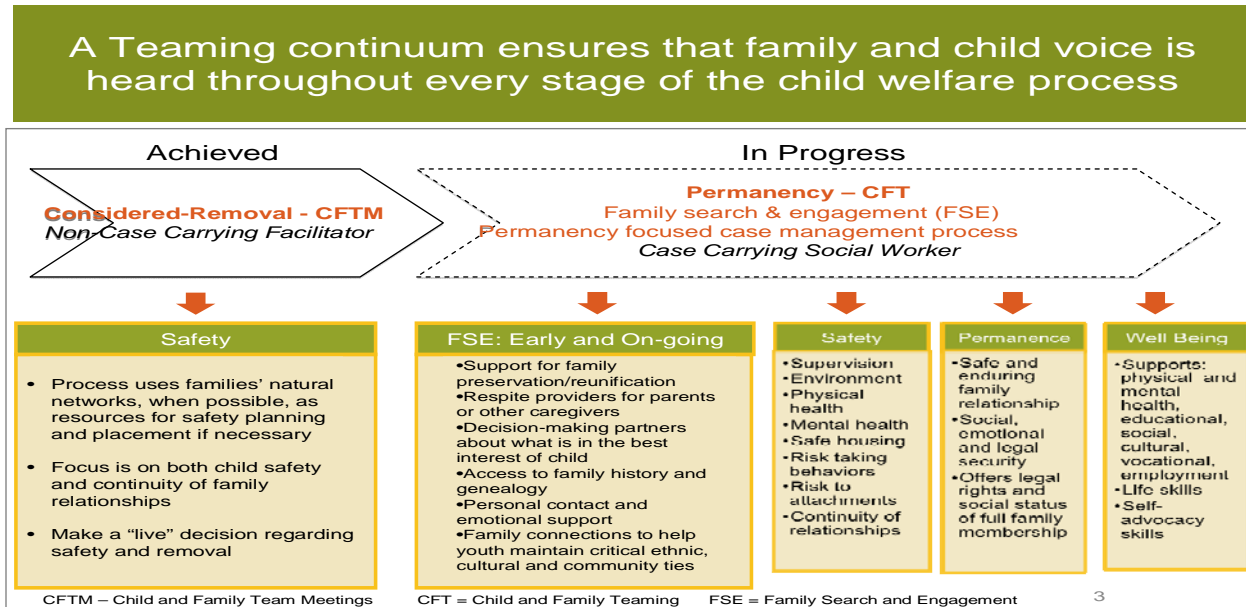 A Teaming continuum ensures that family and child voice is
heard throughout every stage of the child welfare process
Achieved
In Progress
Considered-Removal - CFTM
Non-Case Carrying Facilitator
Permanency – CFT
Family search & engagement (FSE)
Permanency focused case management process
Case Carrying Social Worker
Safety
• Process uses families’ natural
networks, when possible, as
resources for safety planning
and placement if necessary
• Focus is on both child safety
and continuity of family
relationships
• Make a “live” decision regarding
safety and removal
FSE: Early and On-going
•Support for family
preservation/reunification
•Respite providers for parents
or other caregivers
•Decision-making partners
about what is in the best
interest of child
•Access to family history and
genealogy
•Personal contact and
emotional support
•Family connections to help
youth maintain critical ethnic,
cultural and community ties
Safety
•Supervision
•Environment
•Physical
health
•Mental health
•Safe housing
•Risk taking
behaviors
•Risk to
attachments
•Continuity of
relationships
Permanence
•Safe and
enduring
family
relationship
•Social,
emotional
and legal
security
•Offers legal
rights and
social status
of full family
membership
Well Being
•Supports:
physical and
mental
health,
educational,
social,
cultural,
vocational,
employment
•Life skills
•Self-
advocacy
skills
CFTM – Child and Family Team Meetings
CFT = Child and Family Teaming
FSE = Family Search and Engagement
3